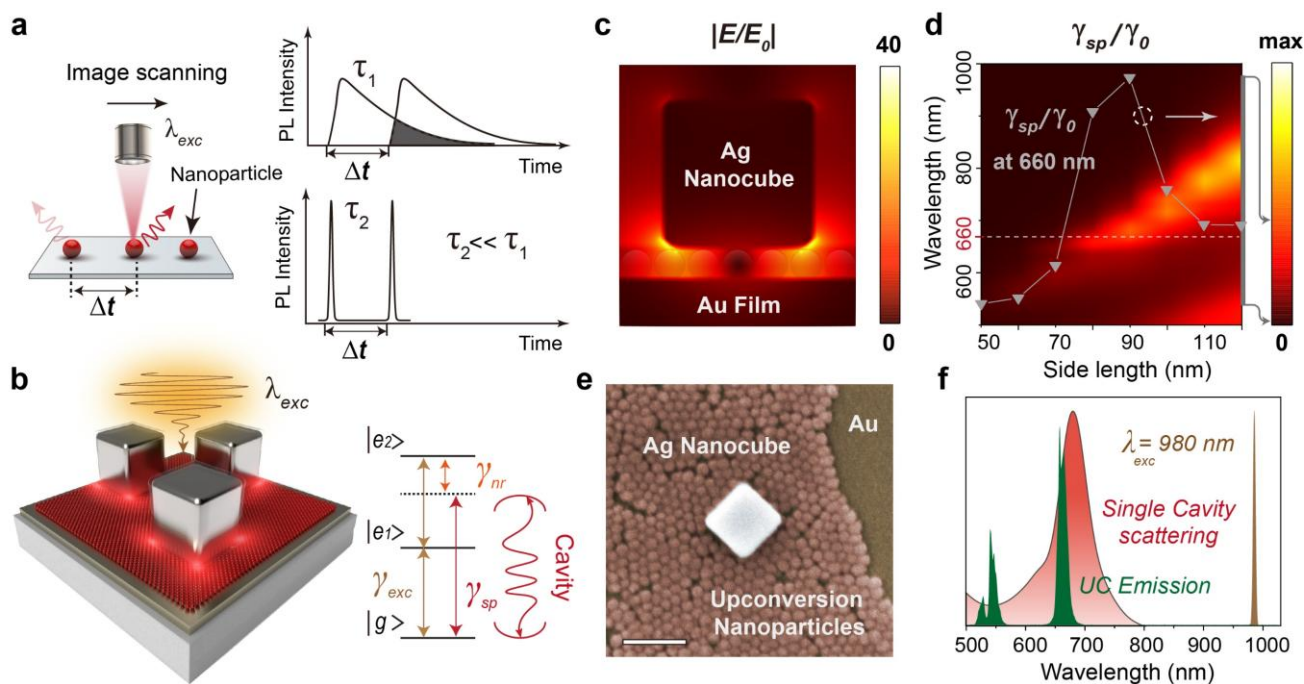 a
Image scanning
λexc
Nanoparticle
Δt
PL Intensity
τ1
Δt
Time
PL Intensity
τ2
τ2<< τ1
Δt
Time
b
λexc
|e2>
γnr
|e1>
γexc
γsp
|g>
Cavity
c
|E/E0|
40
Ag
Nanocube
Au Film
0
d
γsp/γ0
max
1000
γsp/γ0
at 660 nm
800
660
600
Wavelength (nm)
50 70 90 110
0
Side length (nm)
e
Au
Ag Nanocube
Upconversion
Nanoparticles
f
λexc= 980 nm
Single Cavity
scattering
UC Emission
500 600 700 800 900 1000
Wavelength (nm)